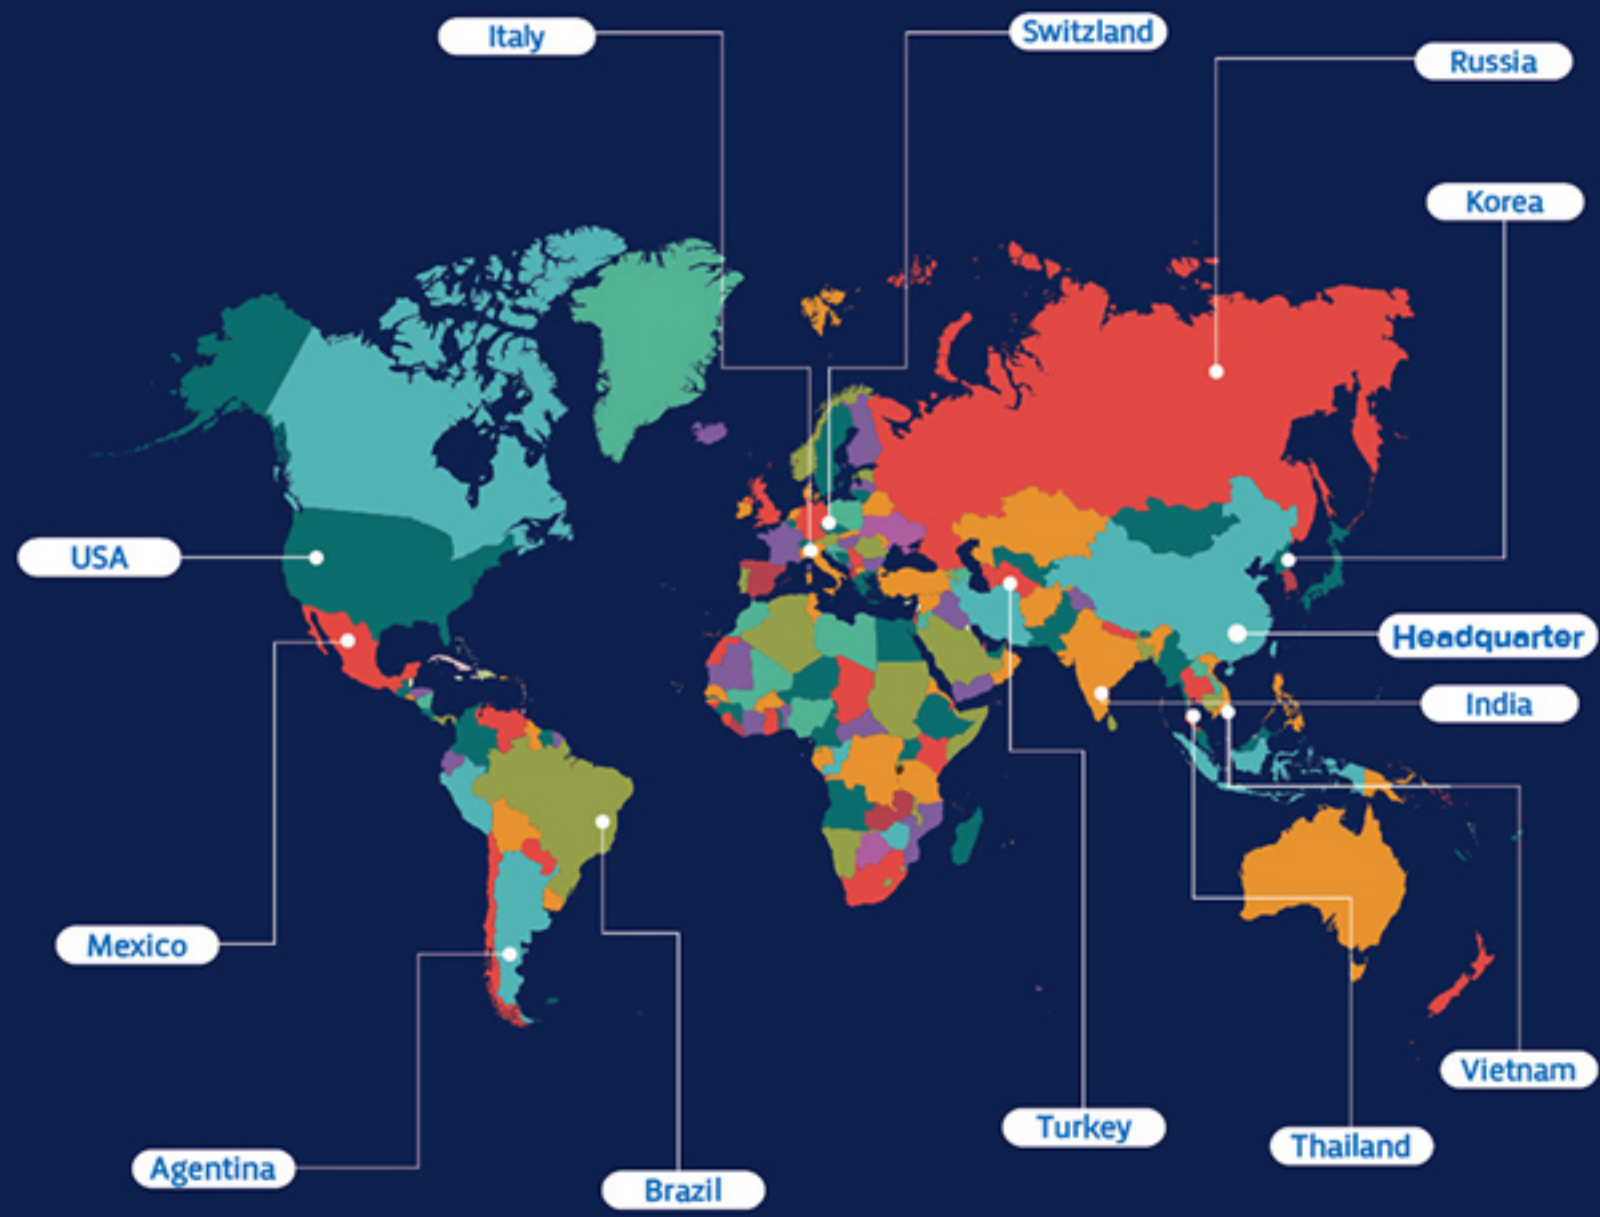 Italy
Switzland
Russia
Korea
USA
Headquarter
India
Mexico
Vietnam
Turkey
Thailand
Agentina
Brazil